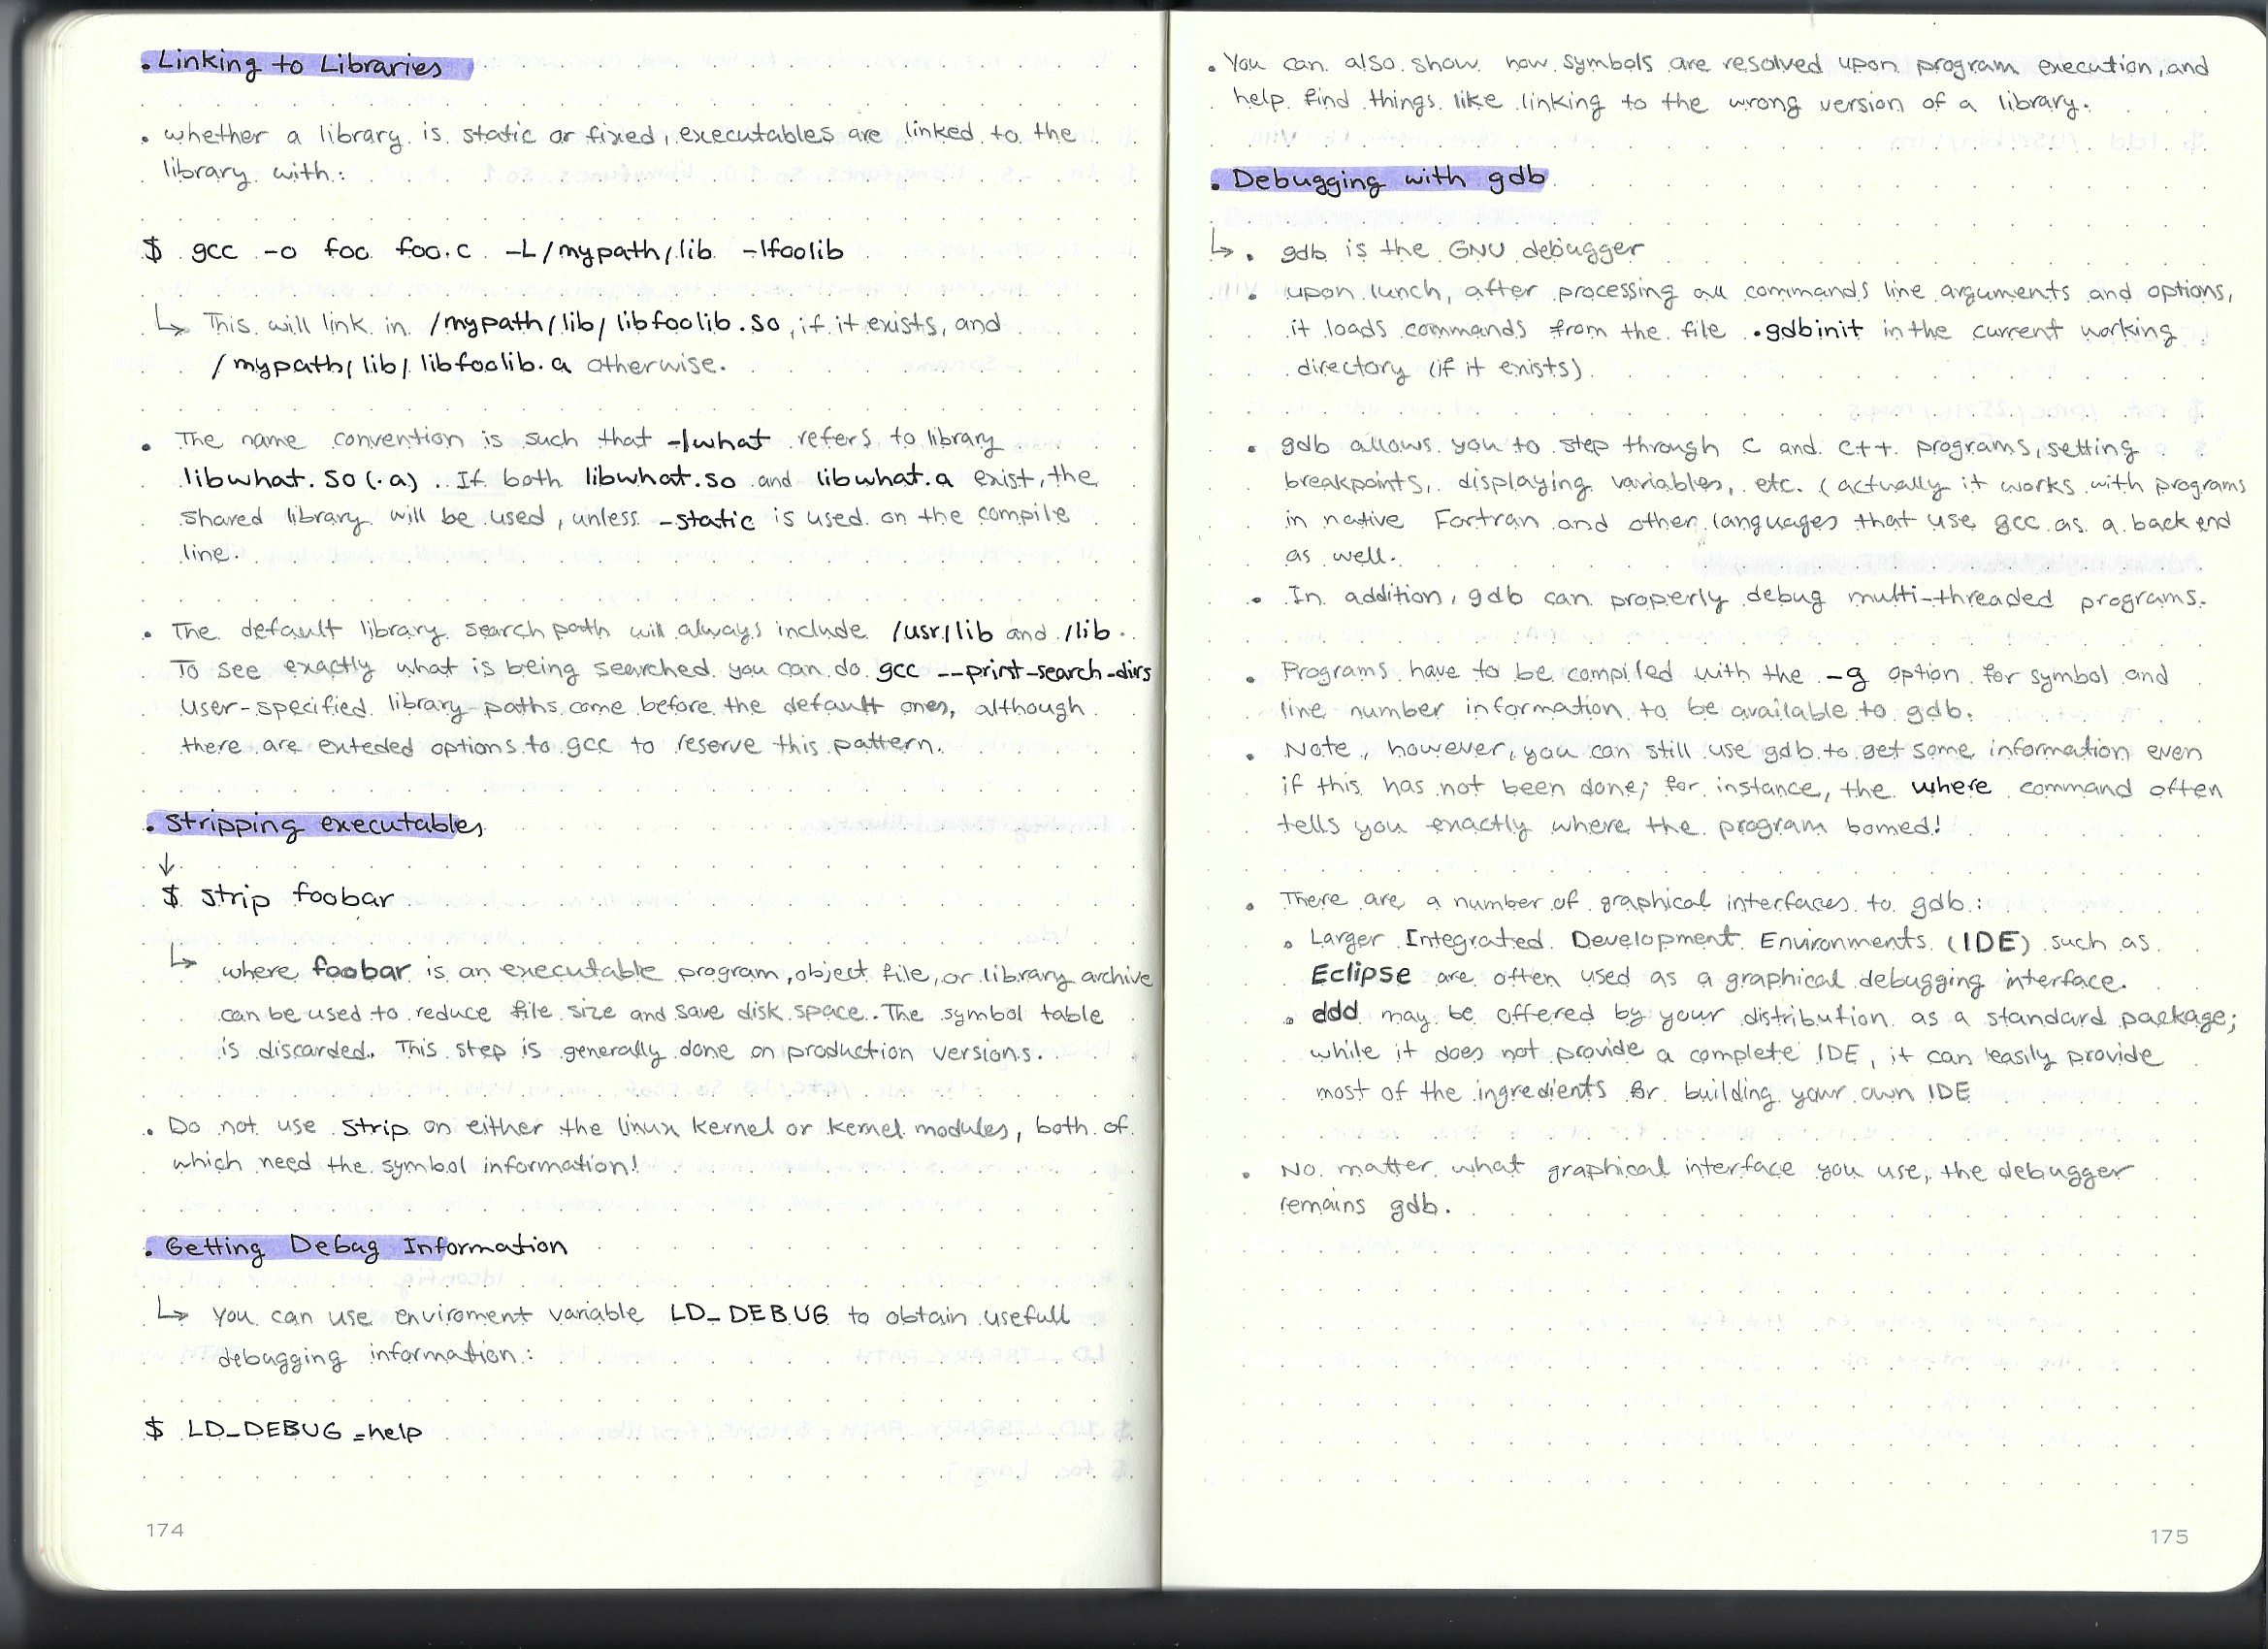 . Linking to Libraries
. whether a library is static or fixed, executables are linked to the
library with:
$ gcc -o foo foo.c -L/mypath/lib -lfoolib
↳ This will link in /mypath/lib/libfoolib.so, if it exists, and
/mypath/lib/libfoolib.a otherwise.
. The name convention is such that -lwhat refers to library
libwhat.so(.a). If both libwhat.so and libwhat.a exist, the
shared library will be used, unless -static is used on the compile
line.
. The default library search path will always include /usr/lib and /lib.
To see exactly what is being searched you can do gcc --print-search-dirs
User-specified library paths come before the default ones, although
there are exteded options to gcc to reserve this pattern.
. Stripping executables
↓
$ strip foobar
↳ where foobar is an executable program, object file, or library archive
can be used to reduce file size and save disk space. The symbol table
is discarded. This step is generally done on production versions.
. Do not use strip on either the linux kernel or kernel modules, both of
which need the symbol information!
. Getting Debug Information
↳ you can use enviroment variable LD_DEBUG to obtain usefull
debagging information:
$ LD_DEBUG=help
174
. You can also show how symbols are resolved upon program execution, and
help find things like linking to the wrong version of a library.
. Debugging with gdb
↳ . gdb is the GNU debugger
. upon lunch, after processing all commands line arguments and options,
it loads commands from the file .gdbinit in the current working
directory (if it exists)
. gdb allows you to step through C and C++ programs, setting
breakpoints, displaying variables, etc. (actually it works with programs
in native Fortran and other languages that use gcc as a back end
as well.
. In addition, gdb can properly debug multi-threaded programs.
. Programs have to be compiled with the -g option for symbol and
line number information to be available to gdb.
. Note, however, you can still use gdb to get some information even
if this has not been done; for instance, the where command often
tells you exactly where the program bomed!
. There are a number of graphical interfaces to gdb:
. Larger Integrated Development Environments (IDE) such as
Eclipse are often used as a graphical debugging interface.
. ddd may be offered by your distribution as a standard package;
while it does not provide a complete IDE, it can easily provide
most of the ingredients for building your own IDE
. No matter what graphical interface you use, the debugger
remains gdb.
175